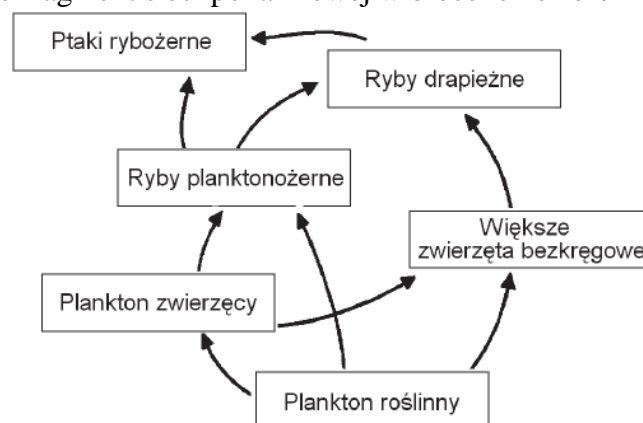 Ptaki rybożerne
Ryby drapieżne
Ryby planktonożerne
Większe
zwierzęta bezkręgowe
Plankton zwierzęcy
Plankton roślinny